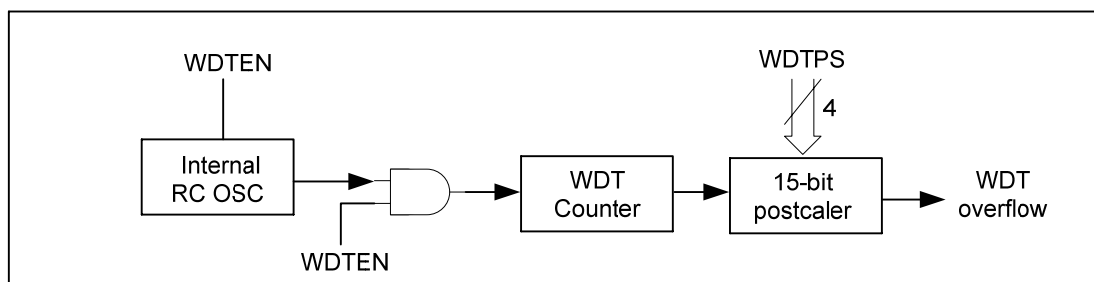 WDTEN
WDTPS
4
Internal
RC OSC
WDT
Counter
15-bit
postcaler
WDT
overflow
WDTEN